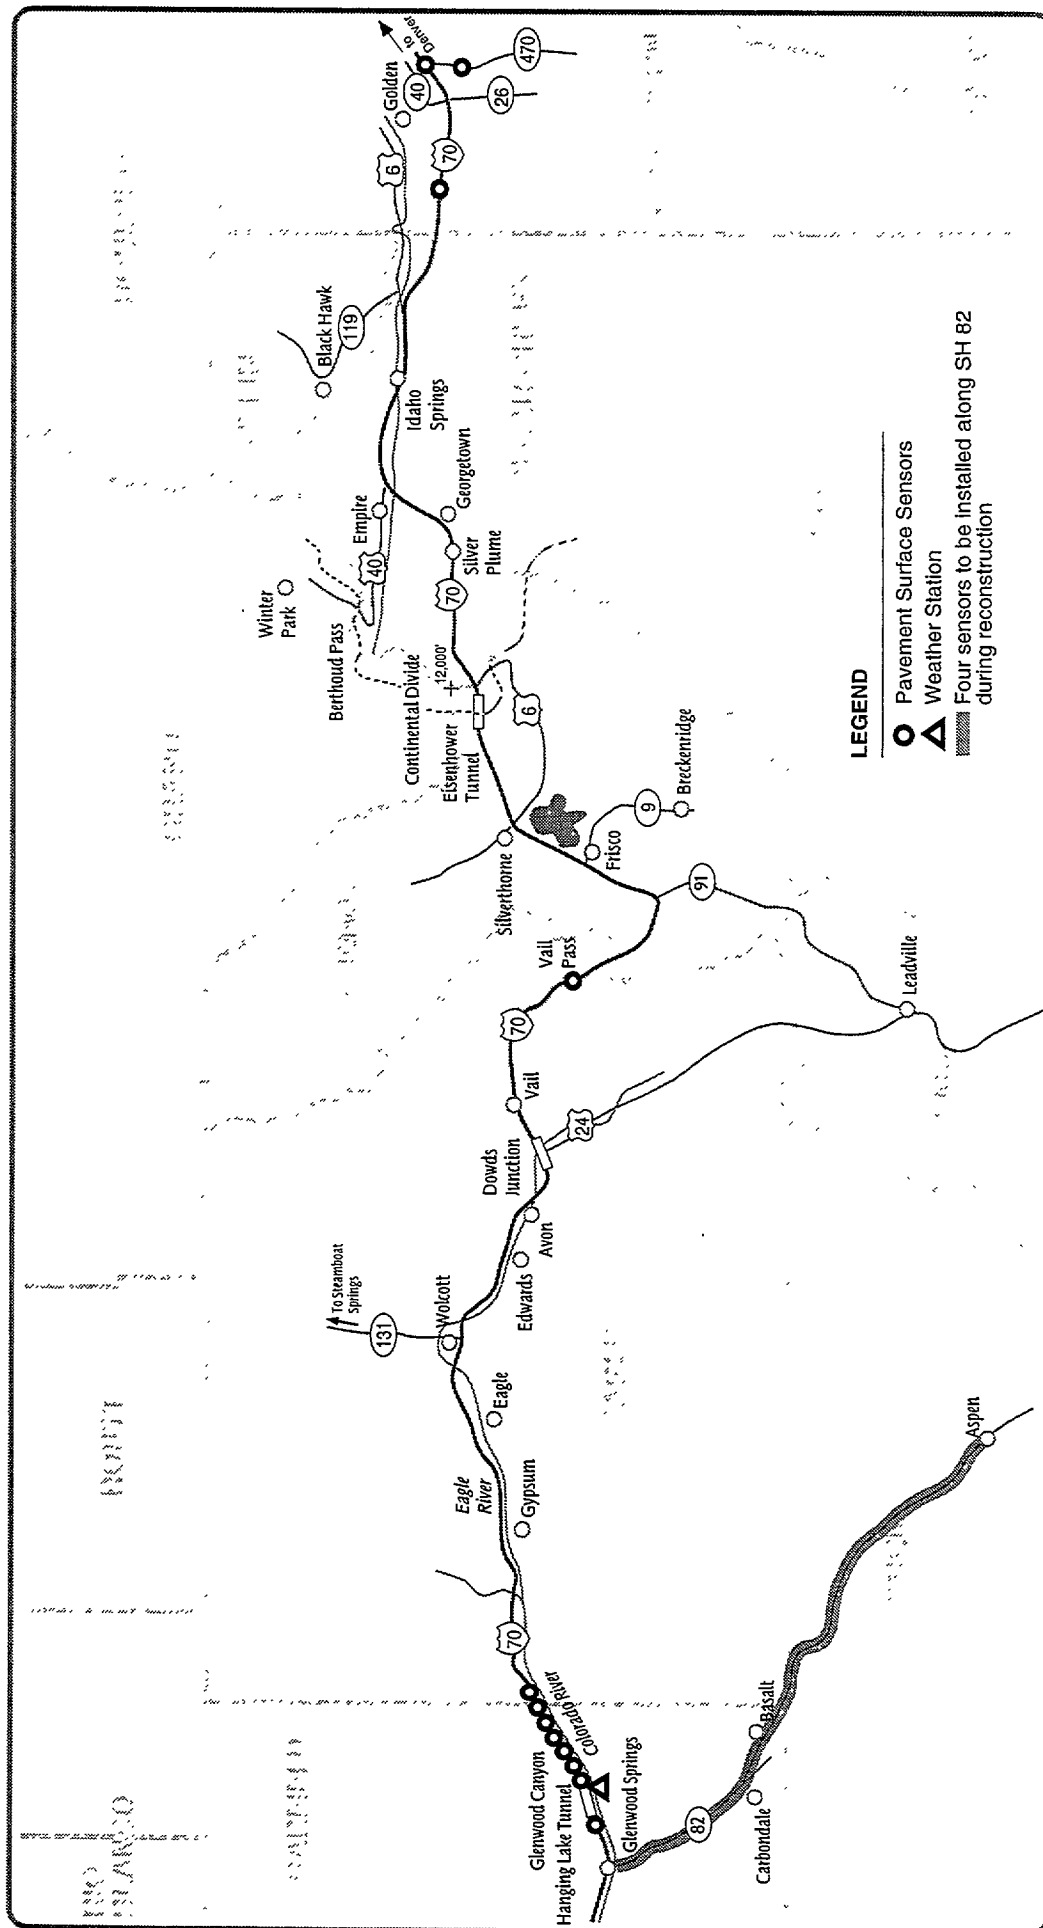 Denver
to
470
Golden
40
26
6
70
Black Hawk
119
Idaho
Springs
Empire
Georgetown
40
Silver
Plume
70
Winter
Park
Berthoud Pass
12,000'
Continental Divide
Eisenhower
Tunnel
6
Silverthorne
Frisco
9
Breckenridge
91
Vail
Pass
70
Leadville
Vail
24
Dowds
Junction
Avon
Edwards
To Steamboat
Springs
131
Wolcott
Eagle
Eagle
River
Gypsum
70
Colorado River
Glenwood Canyon
Hanging Lake Tunnel
Glenwood Springs
82
Carbondale
Basalt
Aspen
ROUTT
LEGEND
Pavement Surface Sensors
Weather Station
Four sensors to be installed along SH 82
during reconstruction